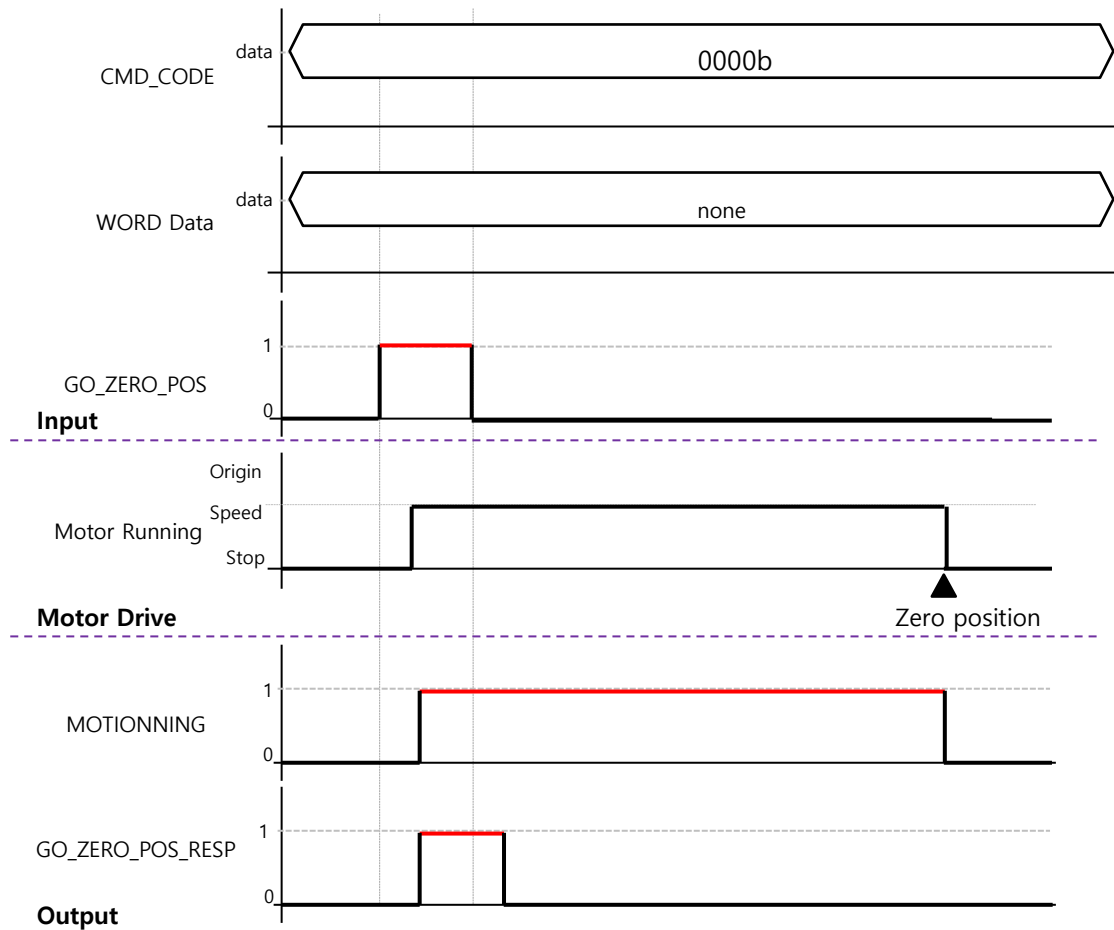 data
0000b
CMD_CODE
data
none
WORD Data
1
GO_ZERO_POS
0
Input
Origin
Speed
Motor Running
Stop
Motor Drive
Zero position
1
MOTIONNING
0
1
GO_ZERO_POS_RESP
0
Output